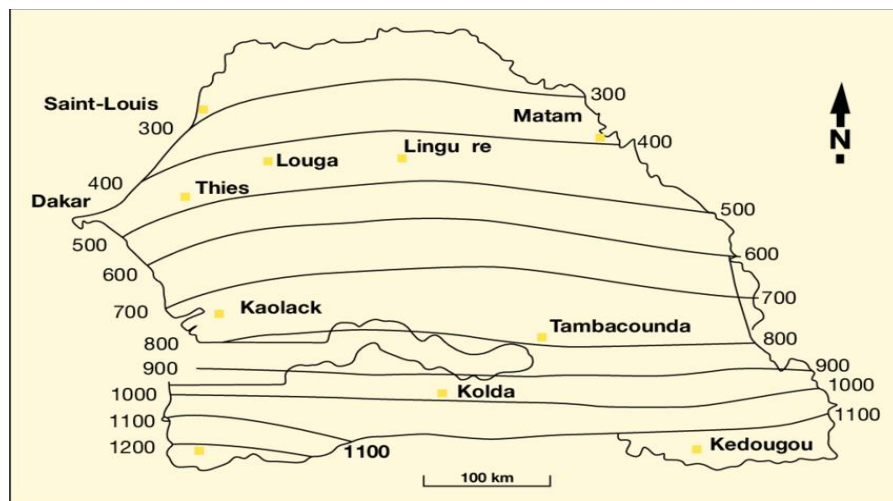 300
Saint-Louis
Matam
300
400
N
Lingu re
Louga
400
Thies
Dakar
500
500
600
600
700
700
Kaolack
Tambacounda
800
800
900
900
Kolda
1000
1000
1100
1100
1200
1100
Kedougou
100 km